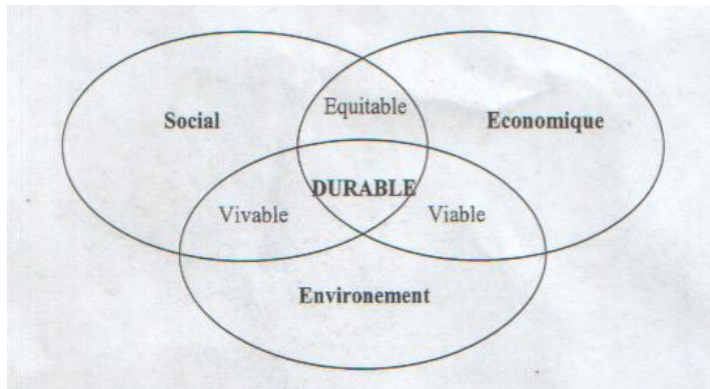 Equitable
Social
Economique
DURABLE
Vivable
Viable
Environement